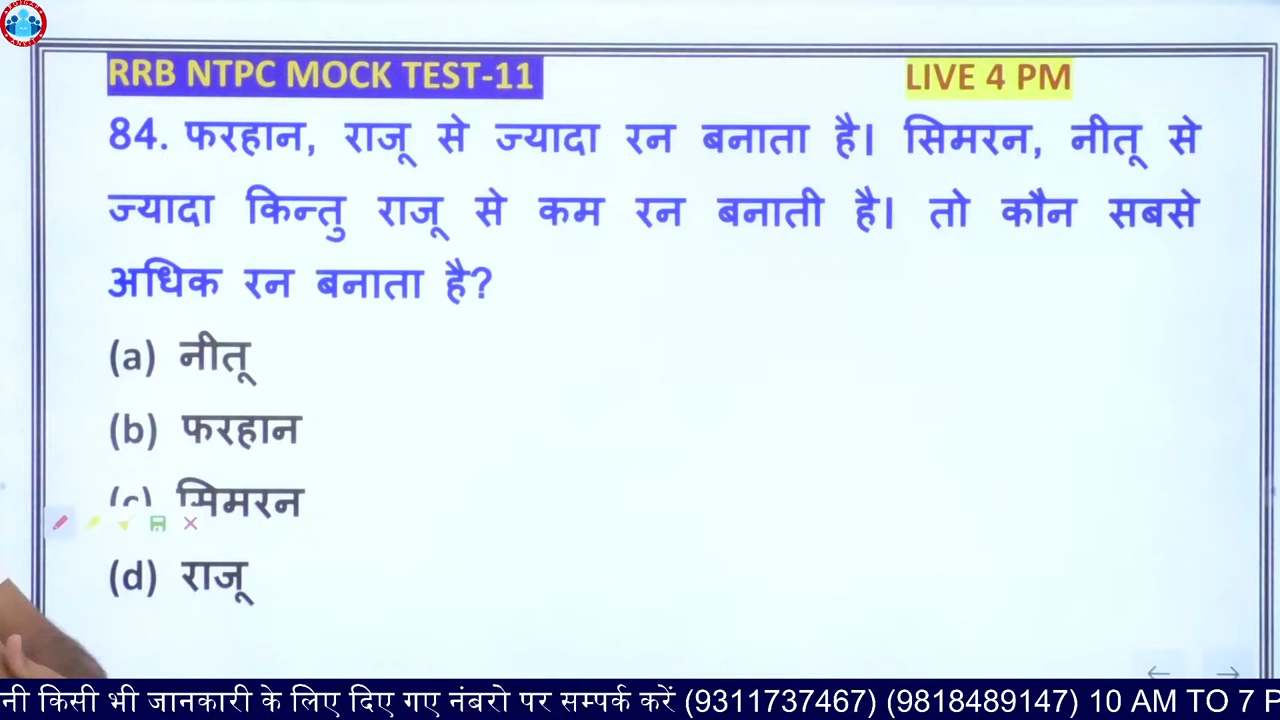 RRB NTPC MOCK TEST-11 LIVE 4 PM
84. फरहान, राजू से ज्यादा रन बनाता है। सिमरन, नीतू से
ज्यादा किन्तु राजू से कम रन बनाती है। तो कौन सबसे
अधिक रन बनाता है?
(a) नीतू
(b) फरहान
(c) सिमरन
(d) राजू
नी किसी भी जानकारी के लिए दिए गए नंबरो पर सम्पर्क करें (9311737467) (9818489147) 10 AM TO 7 P